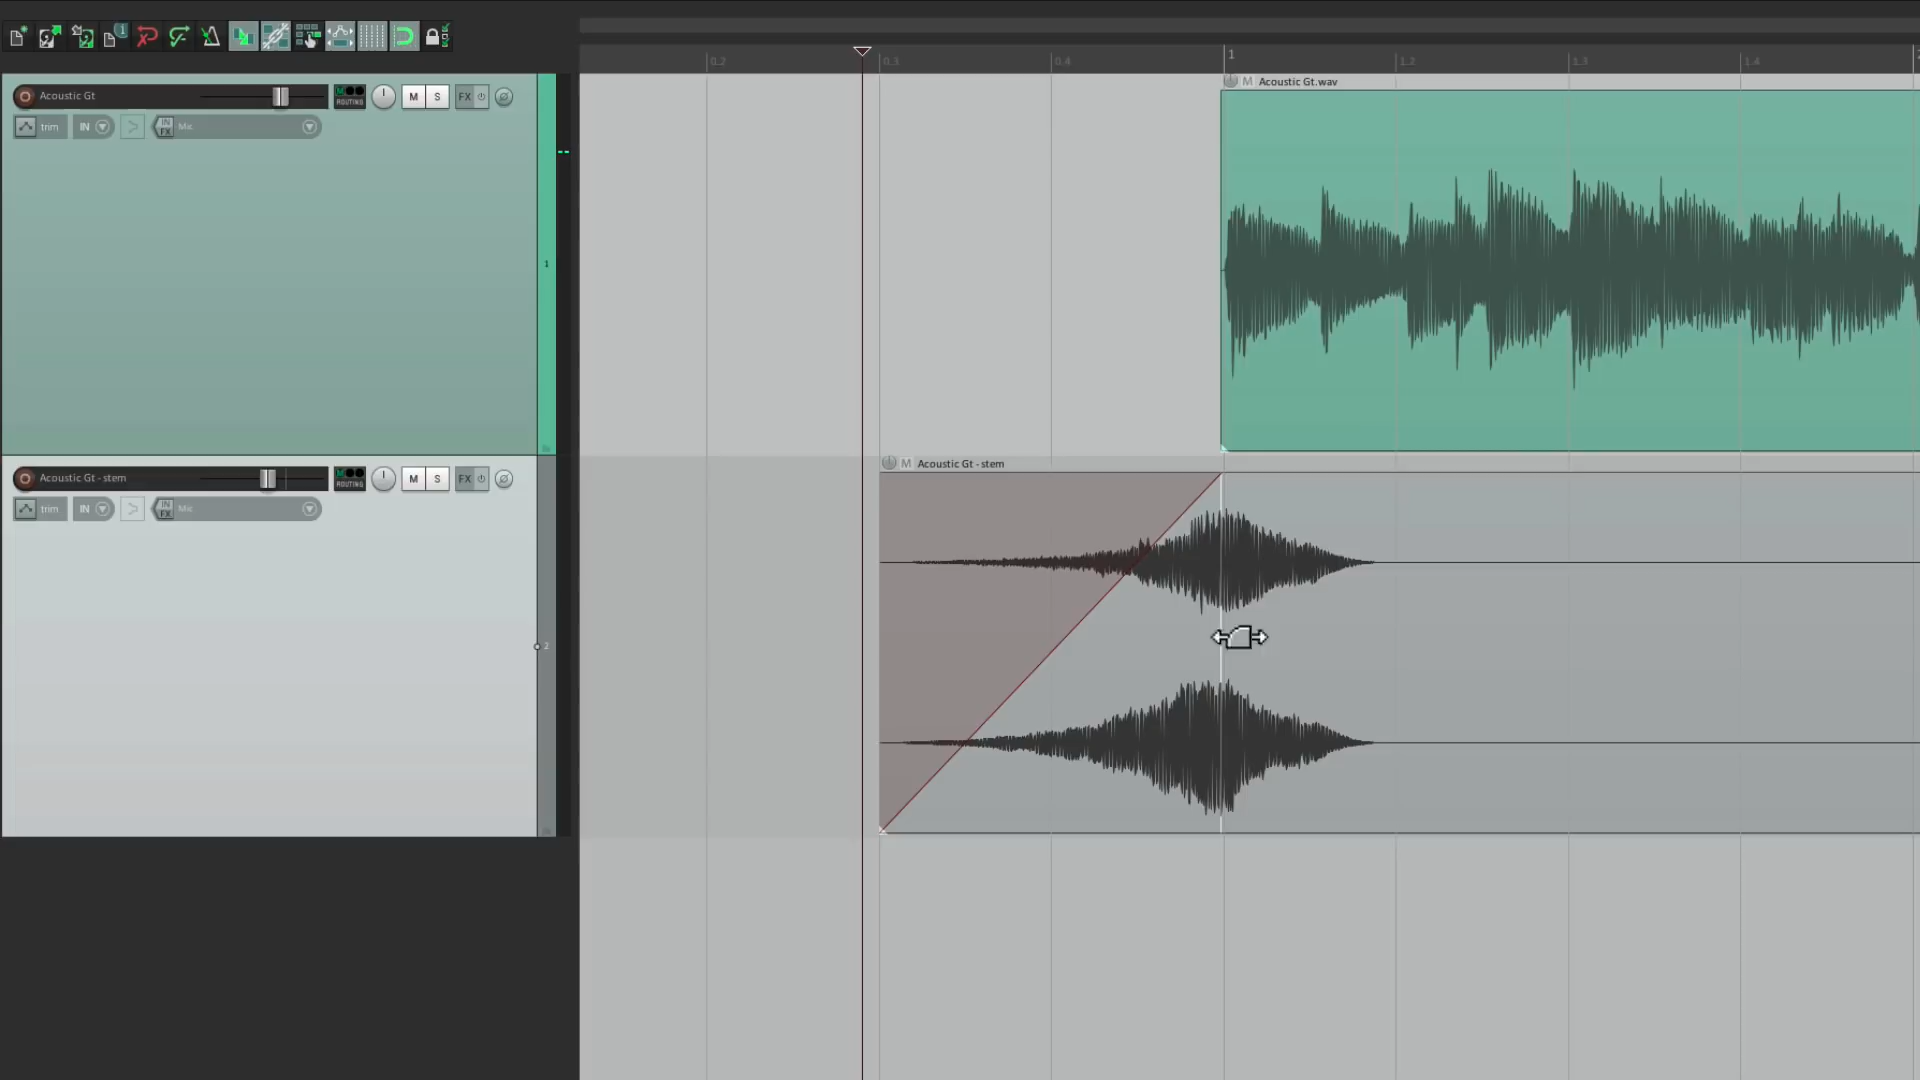 0.2 0.3 0.4 1 1.2 1.3 1.4
Acoustic Gt ROUTING M S FX
trim IN IN FX Mic
1
M Acoustic Gt.wav
Acoustic Gt - stem ROUTING M S FX
trim IN IN FX Mic
2
M Acoustic Gt - stem